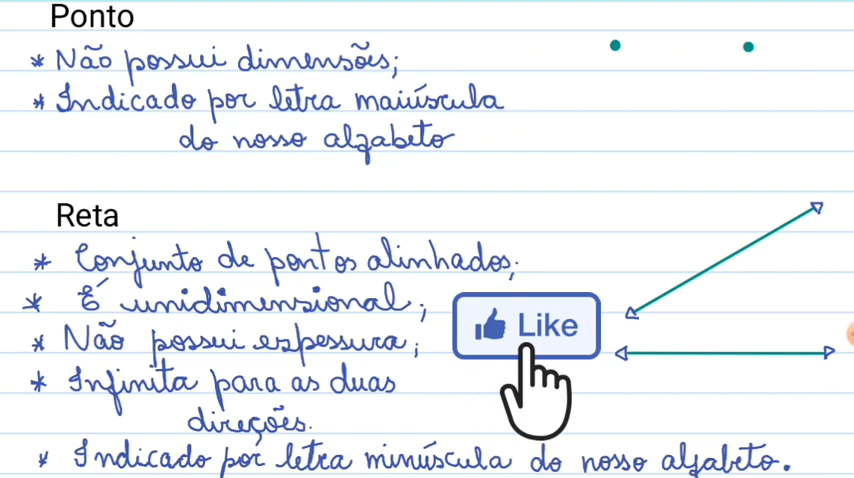 Ponto
* Não possui dimensões;
* Indicado por letra maiúscula
do nosso alfabeto
Reta
* Conjunto de pontos alinhados;
* É unidimensional;
* Não possui espessura;
Like
* Infinita para as duas
direções.
* Indicado por letra minúscula do nosso alfabeto.